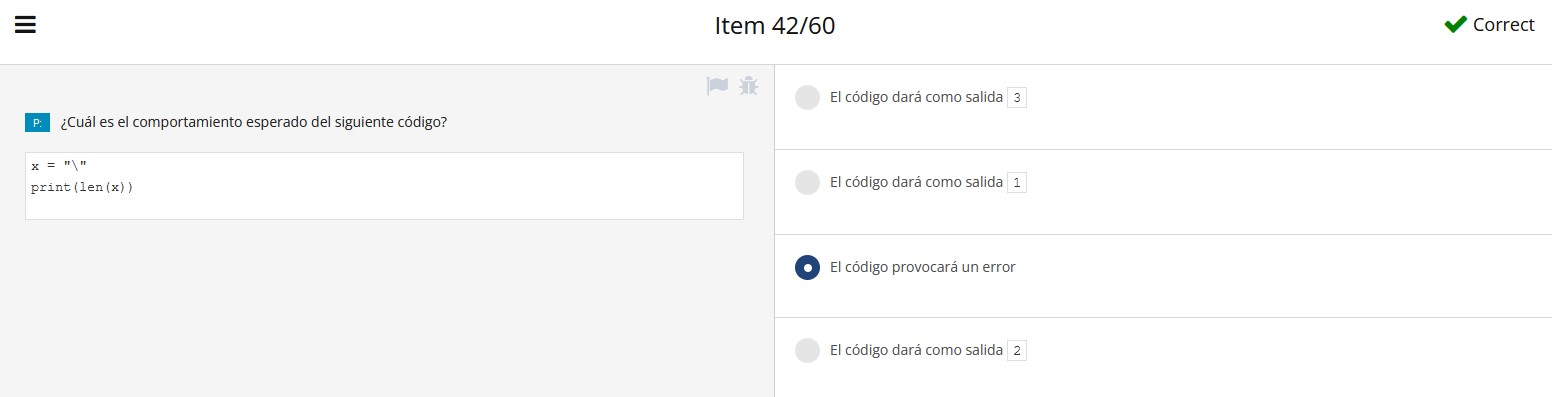 Item 42/60
Correct
P: ¿Cuál es el comportamiento esperado del siguiente código?
x = "\"
print(len(x))
El código dará como salida 3
El código dará como salida 1
El código provocará un error
El código dará como salida 2